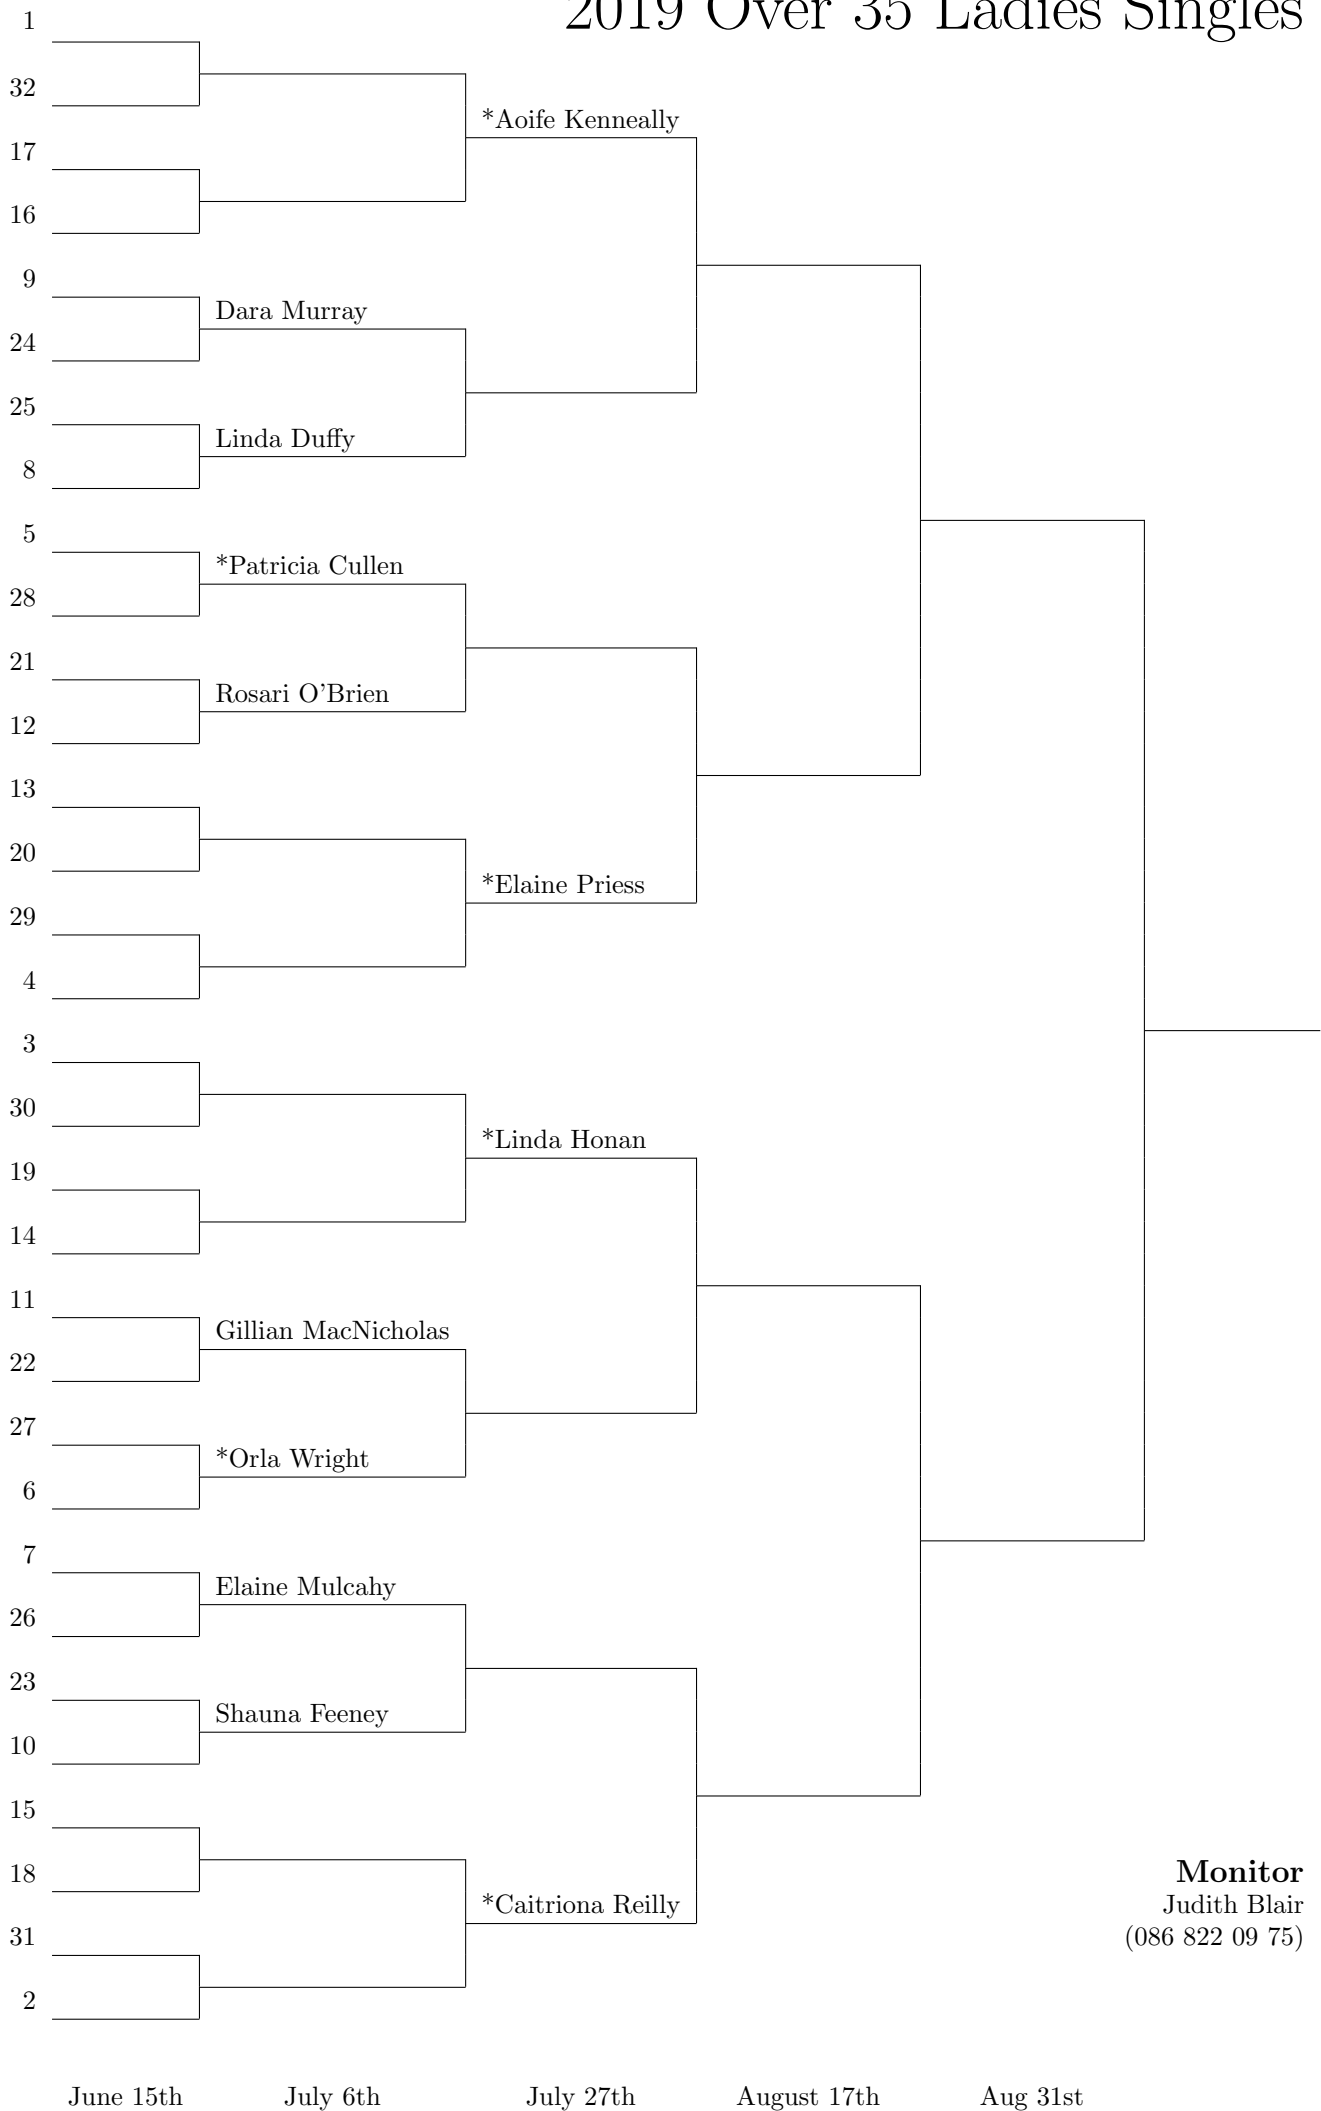 2019 Over 35 Ladies Singles
1
32
*Aoife Kenneally
17
16
9
Dara Murray
24
25
Linda Duffy
8
5
*Patricia Cullen
28
21
Rosari O'Brien
12
13
20
*Elaine Priess
29
4
3
30
*Linda Honan
19
14
11
Gillian MacNicholas
22
27
*Orla Wright
6
7
Elaine Mulcahy
26
23
Shauna Feeney
10
15
18
*Caitriona Reilly
31
2
Monitor
Judith Blair
(086 822 09 75)
June 15th July 6th July 27th August 17th Aug 31st